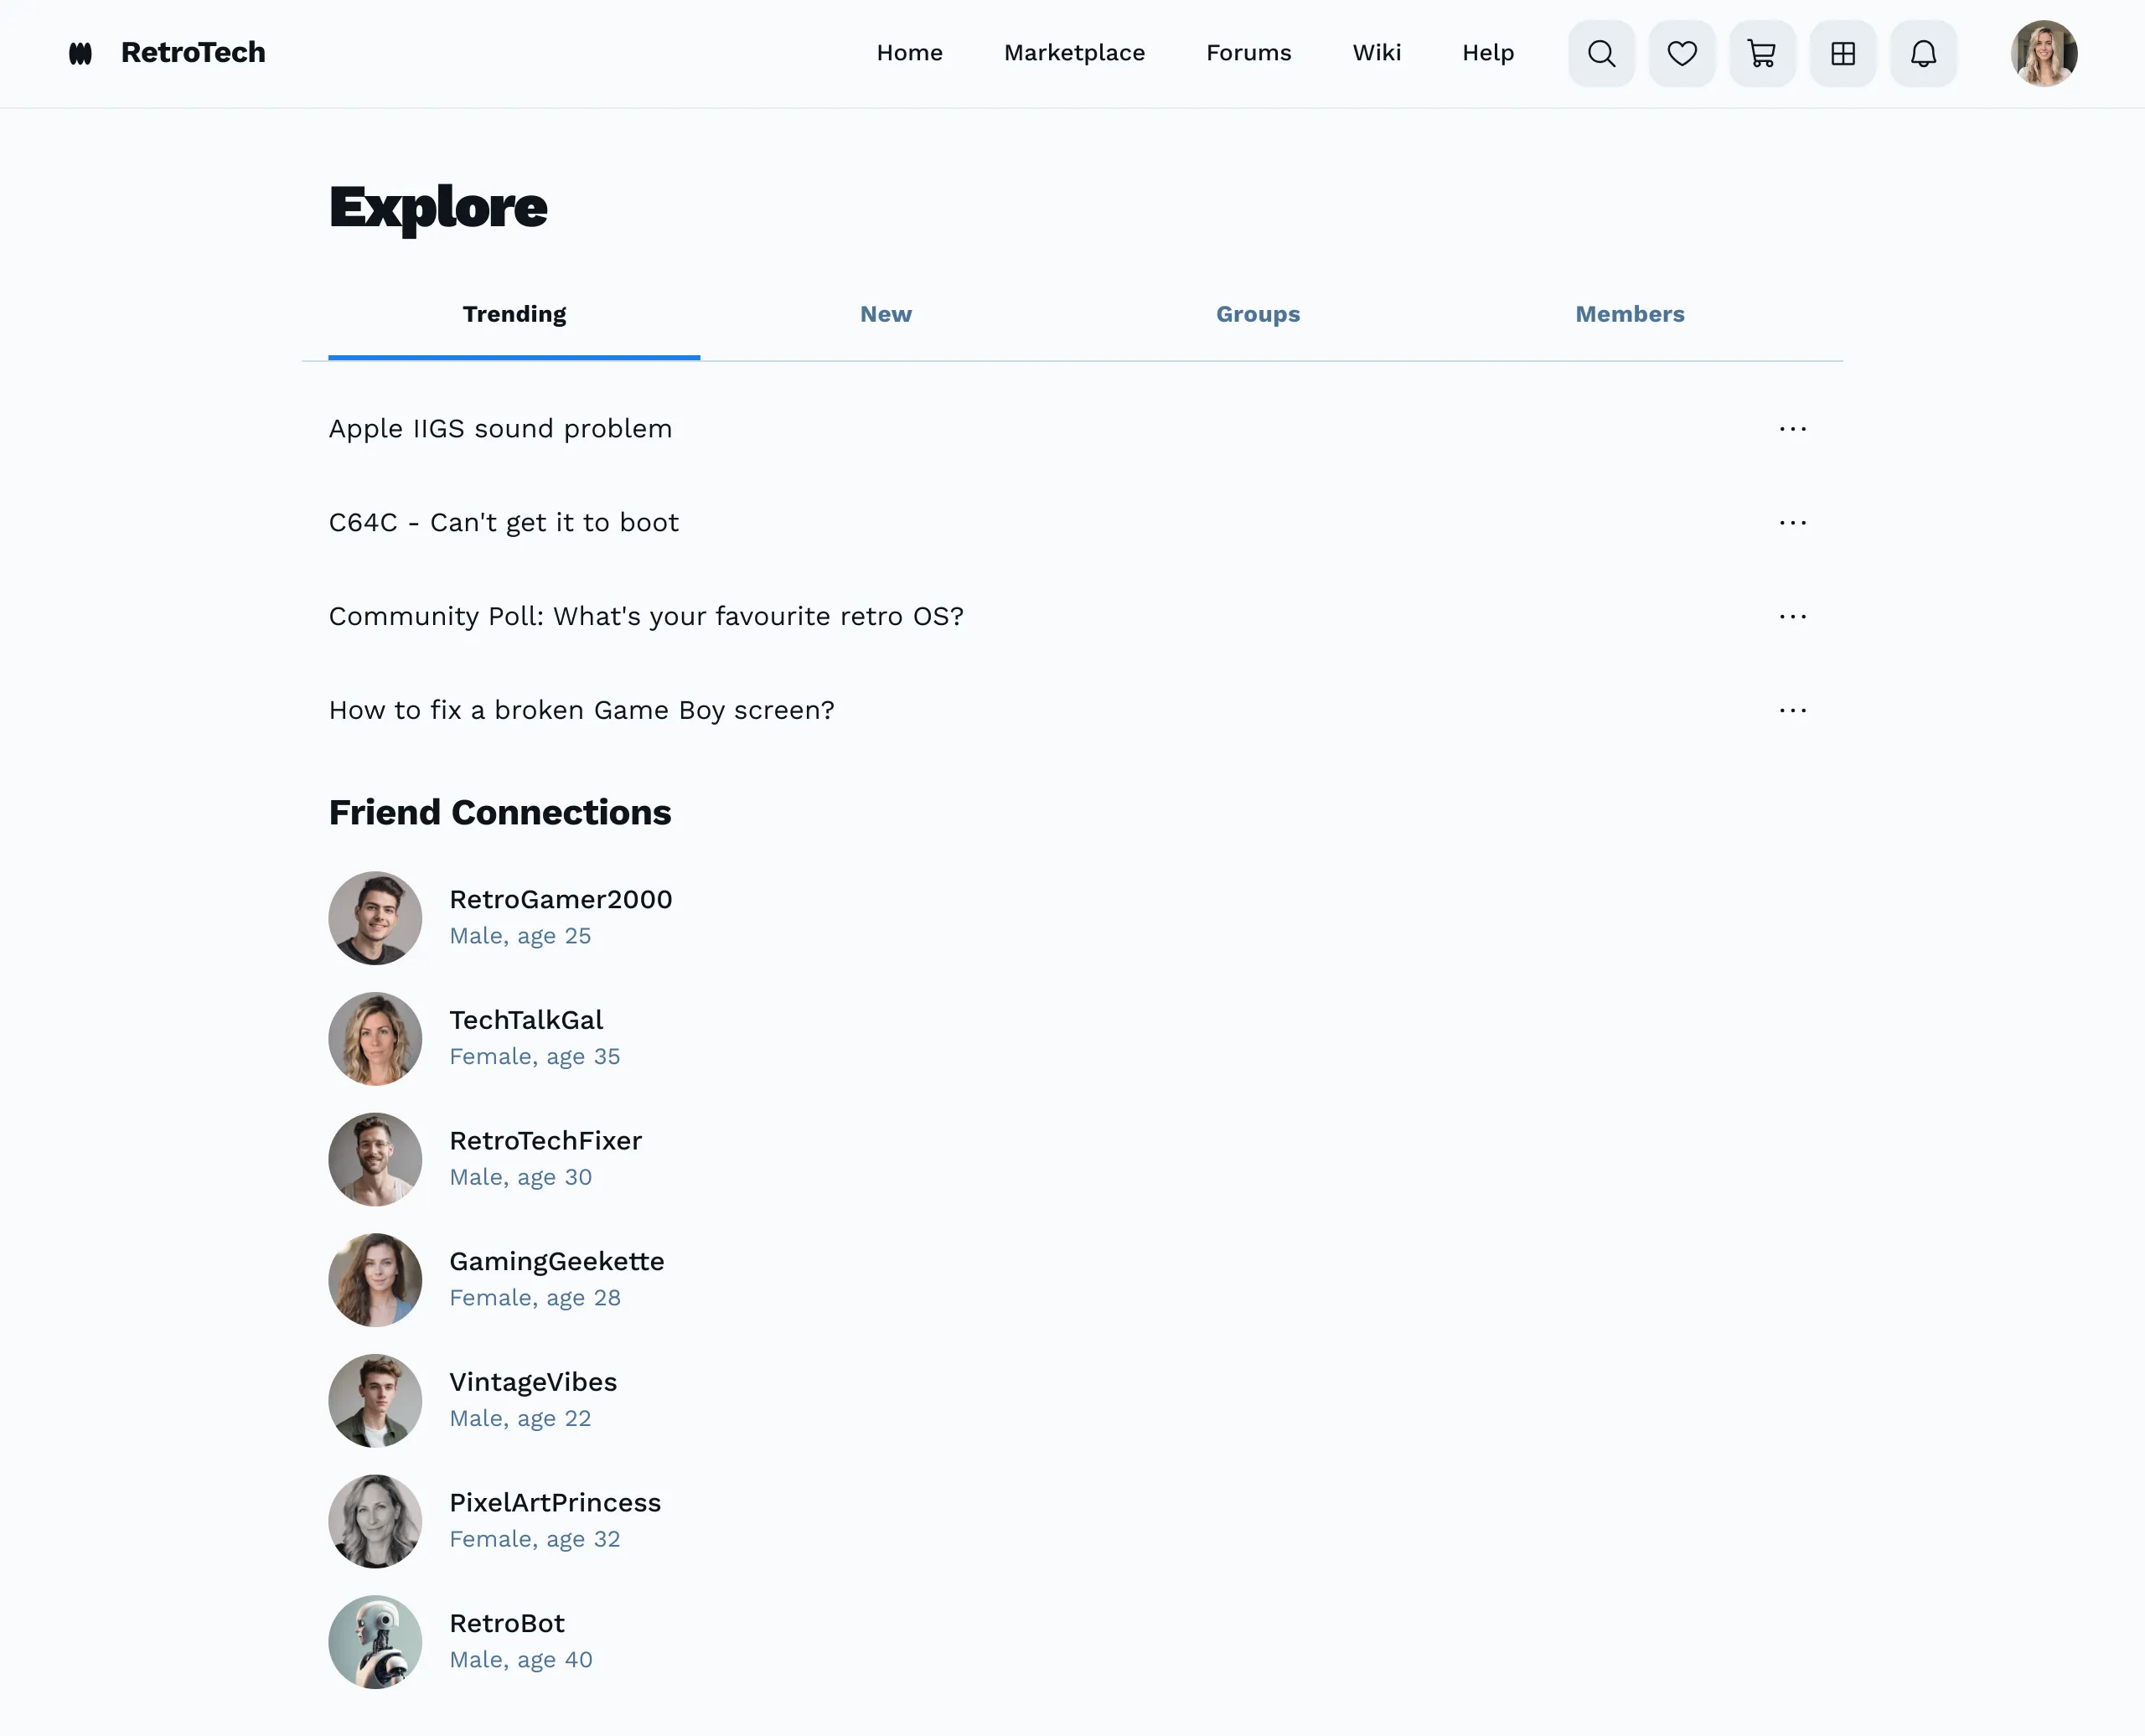 RetroTech
Home Marketplace Forums Wiki Help
Explore
Trending New Groups Members
Apple IIGS sound problem
C64C - Can't get it to boot
Community Poll: What's your favourite retro OS?
How to fix a broken Game Boy screen?
Friend Connections
RetroGamer2000
Male, age 25
TechTalkGal
Female, age 35
RetroTechFixer
Male, age 30
GamingGeekette
Female, age 28
VintageVibes
Male, age 22
PixelArtPrincess
Female, age 32
RetroBot
Male, age 40